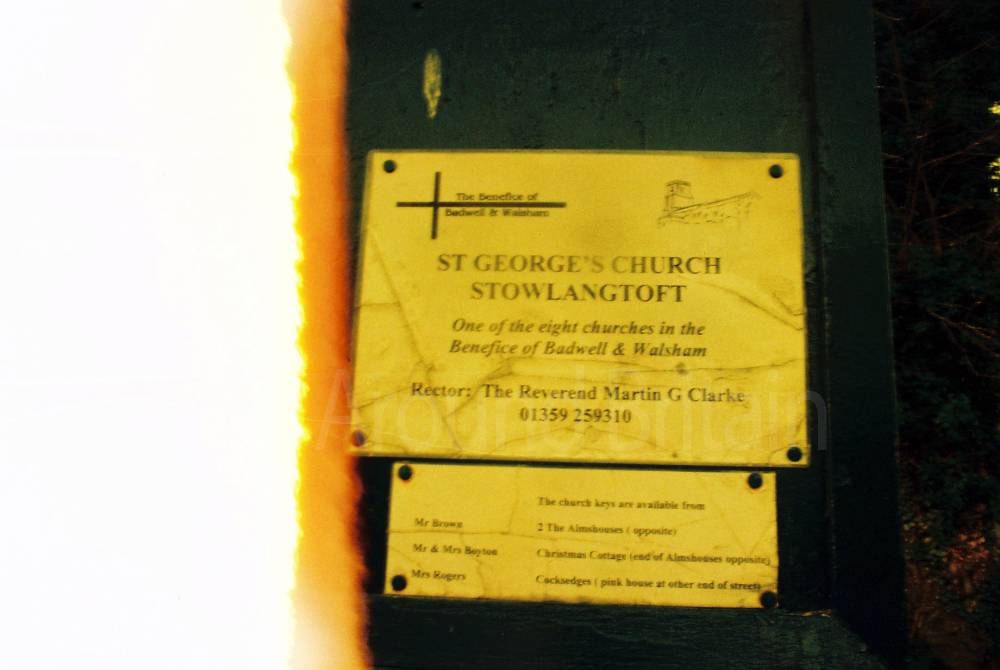 The Benefice of
Badwell & Walsham
ST GEORGE'S CHURCH
STOWLANGTOFT
One of the eight churches in the
Benefice of Badwell & Walsham
Rector: The Reverend Martin G Clarke
01359 259310
The church keys are available from
Mr Brown 2 The Almshouses ( opposite)
Mr & Mrs Boyton Christmas Cottage (end of Almshouses opposite)
Mrs Rogers Cocksedges ( pink house at other end of street)
Around Britain